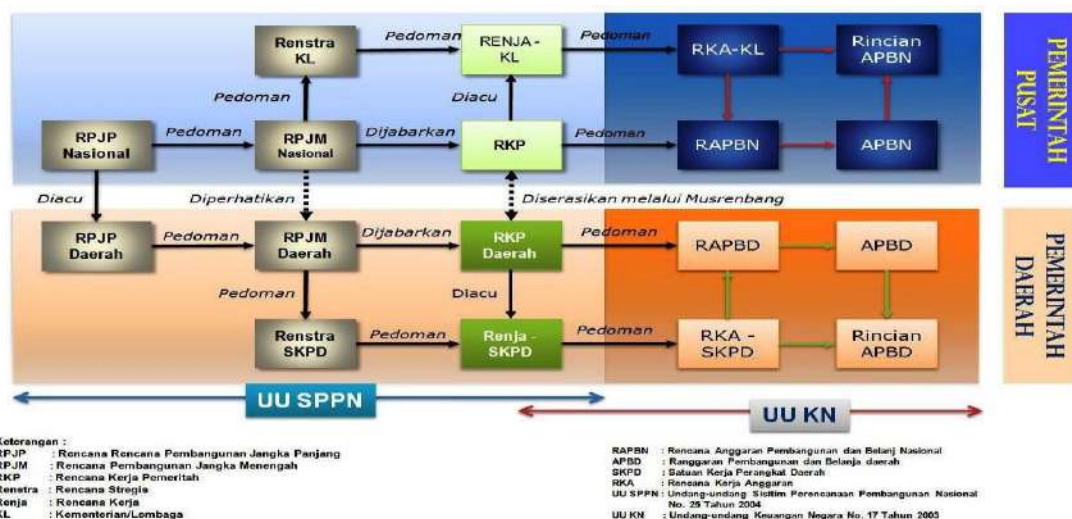 Renstra
KL
Pedoman
RENJA -
KL
Pedoman
RKA-KL
Rincian
APBN
PEMERINTAH
PUSAT
Pedoman
Diacu
RPJP
Nasional
Pedoman
RPJM
Nasional
Dijabarkan
RKP
Pedoman
RAPBN
APBN
Diacu
Diperhatikan
Diserasikan melalui Musrenbang
RPJP
Daerah
Pedoman
RPJM
Daerah
Dijabarkan
RKP
Daerah
Pedoman
RAPBD
APBD
PEMERINTAH
DAERAH
Pedoman
Diacu
Renstra
SKPD
Pedoman
Renja -
SKPD
Pedoman
RKA -
SKPD
Rincian
APBD
UU SPPN
UU KN
Keterangan :
RPJP : Rencana Rencana Pembangunan Jangka Panjang
RPJM : Rencana Pembangunan Jangka Menengah
RKP : Rencana Kerja Pemeritah
Renstra : Rencana Stregis
Renja : Rencana Kerja
KL : Kementerian/Lembaga
RAPBN : Rencana Anggaran Pembangunan dan Belanj Nasional
APBD : Ranggaran Pembangunan dan Belanja daerah
SKPD : Satuan Kerja Perangkat Daerah
RKA : Rencana Kerja Anggaran
UU SPPN : Undang-undang Sisitim Perencanaan Pembangunan Nasional
No. 25 Tahun 2004
UU KN : Undang-undang Keuangan Negara No. 17 Tahun 2003